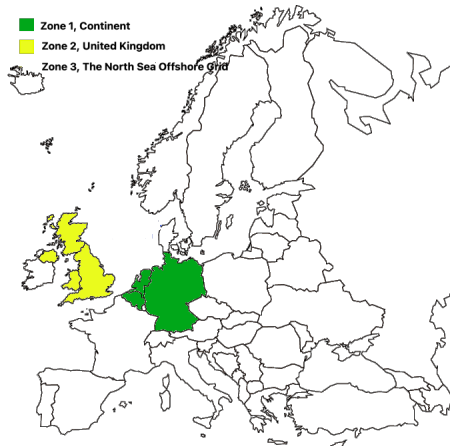 Zone 1, Continent
Zone 2, United Kingdom
Zone 3, The North Sea Offshore Grid